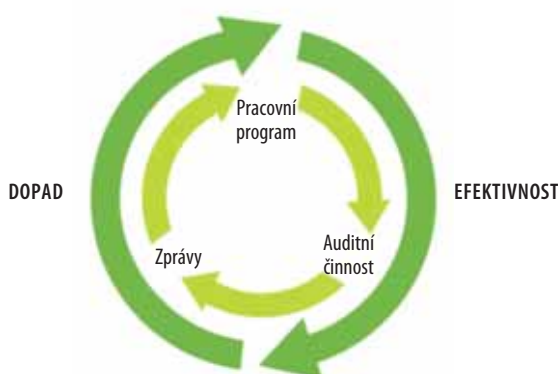 Pracovní
program
DOPAD
EFEKTIVNOST
Zprávy
Auditní
činnost